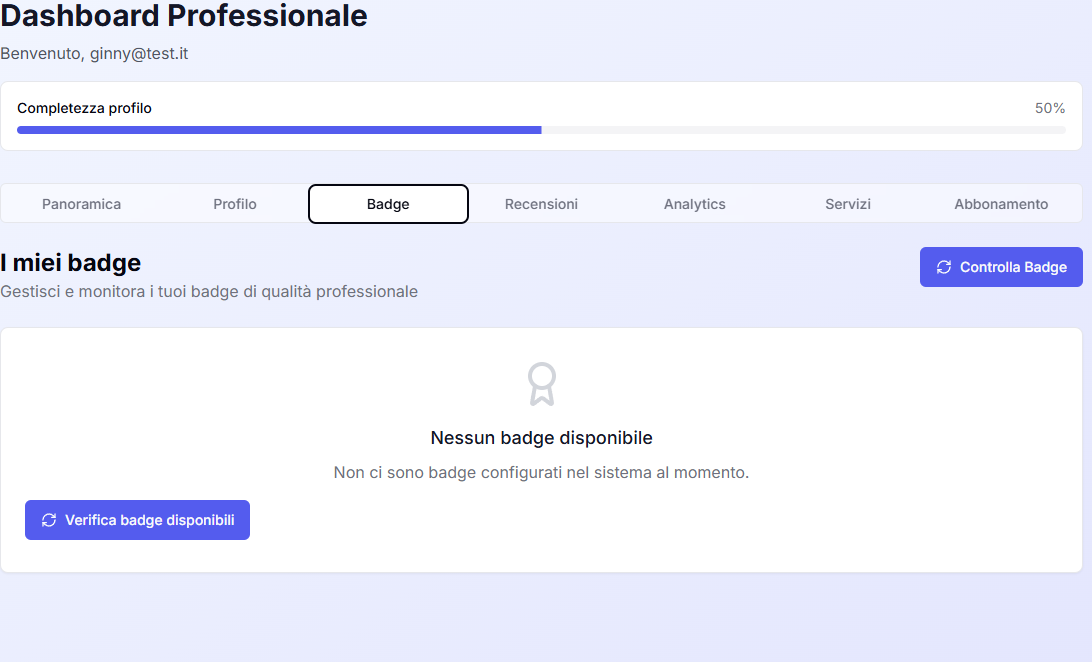 Dashboard Professionale
Benvenuto, ginny@test.it
Completezza profilo 50%
Panoramica Profilo Badge Recensioni Analytics Servizi Abbonamento
I miei badge
Controlla Badge
Gestisci e monitora i tuoi badge di qualità professionale
Nessun badge disponibile
Non ci sono badge configurati nel sistema al momento.
Verifica badge disponibili